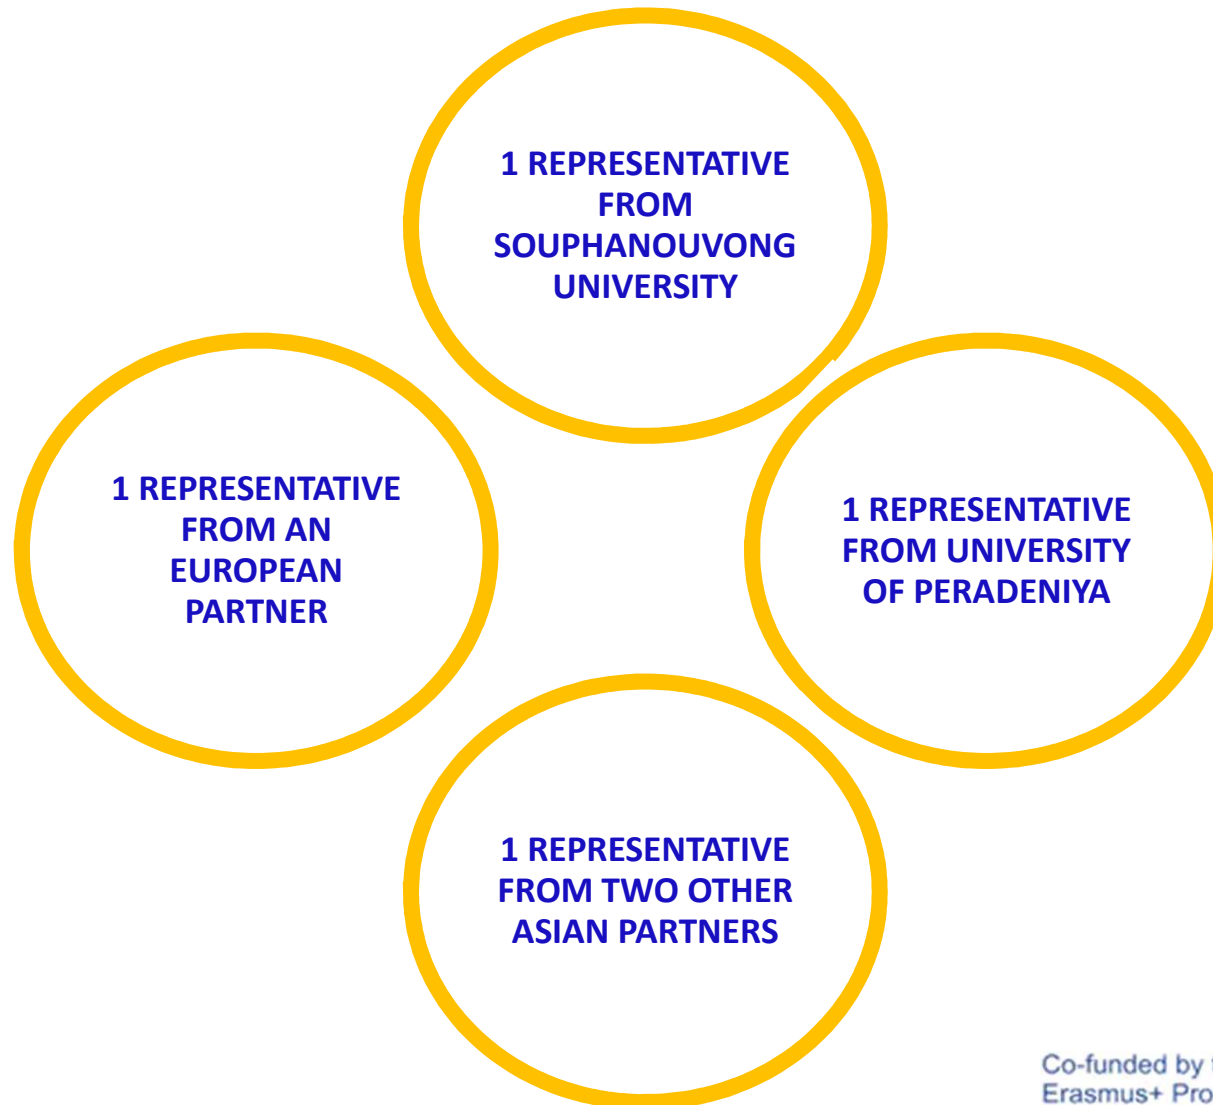 1 REPRESENTATIVE
FROM
SOUPHANOUVONG
UNIVERSITY
1 REPRESENTATIVE
FROM AN
EUROPEAN
PARTNER
1 REPRESENTATIVE
FROM UNIVERSITY
OF PERADENIYA
1 REPRESENTATIVE
FROM TWO OTHER
ASIAN PARTNERS
Co-funded by
Erasmus+